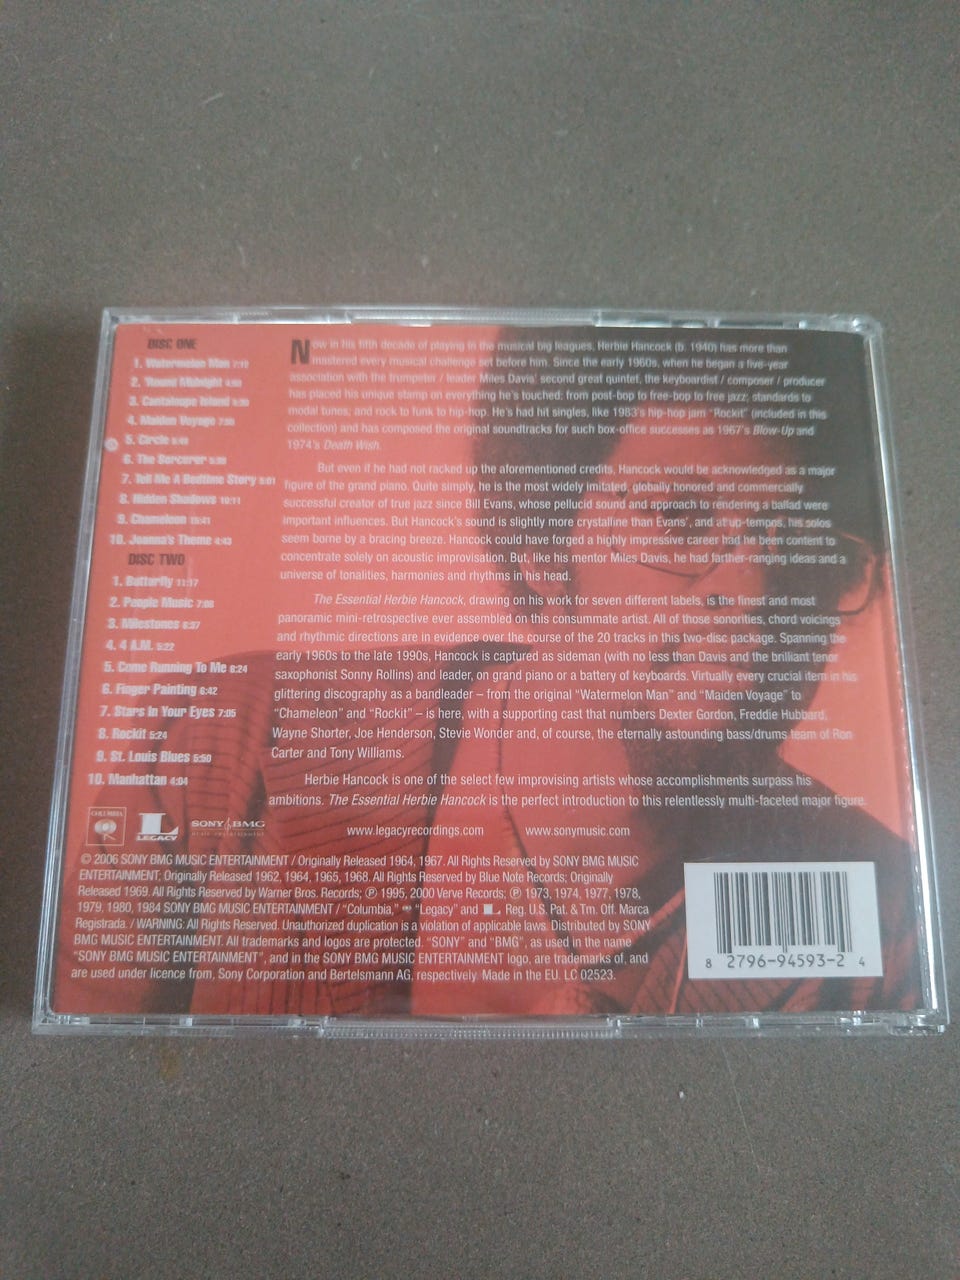 DISC ONE
1. Watermelon Man 7:10
2. 'Round Midnight
3. Cantaloupe Island 5:30
4. Maiden Voyage
5. Circle
6. The Sorcerer
7. Tell Me A Bedtime Story 5:01
8. Hidden Shadows 10:11
9. Chameleon 15:41
10. Joanna's Theme 4:43
DISC TWO
1. Butterfly 11:17
2. People Music 7:08
3. Milestones 6:37
4. 4 A.M. 5:22
5. Come Running To Me 8:24
6. Finger Painting 6:42
7. Stars In Your Eyes 7:05
8. Rockit 5:24
9. St. Louis Blues 5:50
10. Manhattan 4:04
Now in his fifth decade of playing in the musical big leagues, Herbie Hancock (b. 1940) has more than
mastered every musical challenge set before him. Since the early 1960s, when he began a five-year
association with the trumpeter / leader Miles Davis' second great quintet, the keyboardist / composer / producer
has placed his unique stamp on everything he's touched: from post-bop to free-bop to free jazz; standards to
modal tunes; and rock to funk to hip-hop. He's had hit singles, like 1983's hip-hop jam "Rockit" (included in this
collection) and has composed the original soundtracks for such box-office successes as 1967's Blow-Up and
1974's Death Wish.
But even if he had not racked up the aforementioned credits, Hancock would be acknowledged as a major
figure of the grand piano. Quite simply, he is the most widely imitated, globally honored and commercially
successful creator of true jazz since Bill Evans, whose pellucid sound and approach to rendering a ballad were
important influences. But Hancock's sound is slightly more crystalline than Evans', and at up-tempos, his solos
seem borne by a bracing breeze. Hancock could have forged a highly impressive career had he been content to
concentrate solely on acoustic improvisation. But, like his mentor Miles Davis, he had farther-ranging ideas and a
universe of tonalities, harmonies and rhythms in his head.
The Essential Herbie Hancock, drawing on his work for seven different labels, is the finest and most
panoramic mini-retrospective ever assembled on this consummate artist. All of those sonorities, chord voicings
and rhythmic directions are in evidence over the course of the 20 tracks in this two-disc package. Spanning the
early 1960s to the late 1990s, Hancock is captured as sideman (with no less than Davis and the brilliant tenor
saxophonist Sonny Rollins) and leader, on grand piano or a battery of keyboards. Virtually every crucial item in his
glittering discography as a bandleader – from the original "Watermelon Man" and "Maiden Voyage" to
"Chameleon" and "Rockit" – is here, with a supporting cast that numbers Dexter Gordon, Freddie Hubbard,
Wayne Shorter, Joe Henderson, Stevie Wonder and, of course, the eternally astounding bass/drums team of Ron
Carter and Tony Williams.
Herbie Hancock is one of the select few improvising artists whose accomplishments surpass his
ambitions. The Essential Herbie Hancock is the perfect introduction to this relentlessly multi-faceted major figure.
COLUMBIA
L
LEGACY
SONY BMG
MUSIC ENTERTAINMENT
www.legacyrecordings.com www.sonymusic.com
© 2006 SONY BMG MUSIC ENTERTAINMENT / Originally Released 1964, 1967. All Rights Reserved by SONY BMG MUSIC
ENTERTAINMENT; Originally Released 1962, 1964, 1965, 1968. All Rights Reserved by Blue Note Records; Originally
Released 1969. All Rights Reserved by Warner Bros. Records; ℗ 1995, 2000 Verve Records; ℗ 1973, 1974, 1977, 1978,
1979, 1980, 1984 SONY BMG MUSIC ENTERTAINMENT / "Columbia," "Legacy" and L Reg. U.S. Pat. & Tm. Off. Marca
Registrada. / WARNING: All Rights Reserved. Unauthorized duplication is a violation of applicable laws. Distributed by SONY
BMG MUSIC ENTERTAINMENT. All trademarks and logos are protected. "SONY" and "BMG", as used in the name
"SONY BMG MUSIC ENTERTAINMENT", and in the SONY BMG MUSIC ENTERTAINMENT logo, are trademarks of, and
are used under licence from, Sony Corporation and Bertelsmann AG, respectively. Made in the EU. LC 02523.
8 2796-94593-2 4